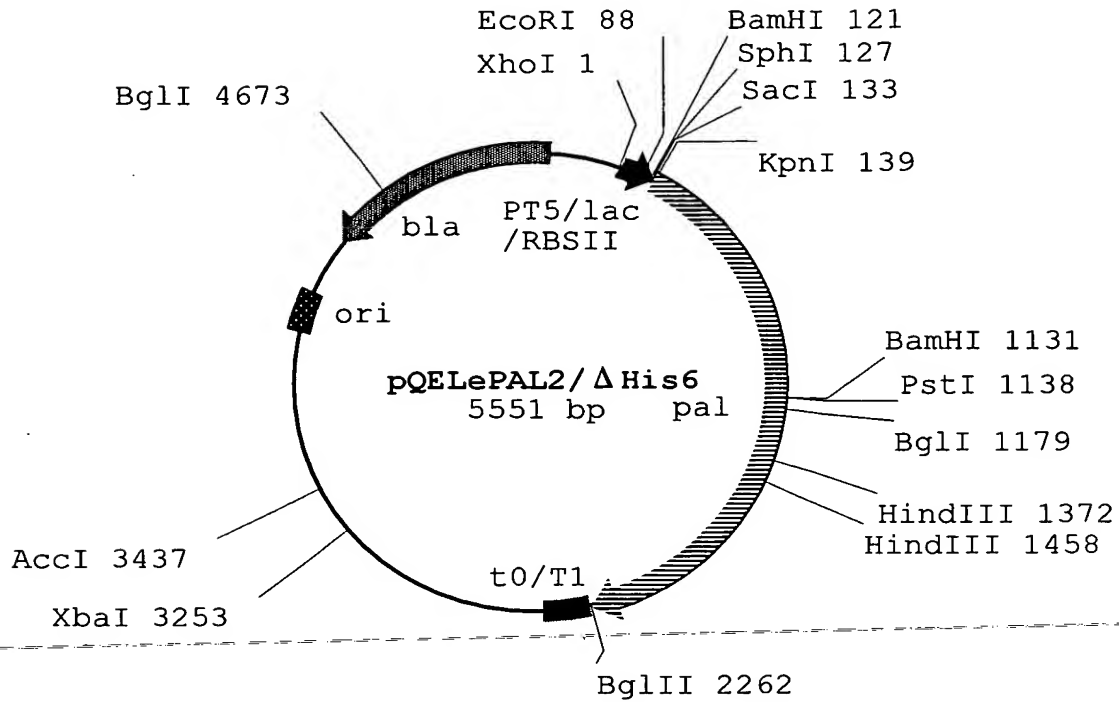 EcoRI 88
BamHI 121
XhoI 1
SphI 127
BglI 4673
SacI 133
KpnI 139
bla
PT5/lac
/RBSII
ori
BamHI 1131
pQELePAL2/ΔHis6
PstI 1138
5551 bp
pal
BglI 1179
HindIII 1372
HindIII 1458
AccI 3437
t0/T1
XbaI 3253
BglII 2262